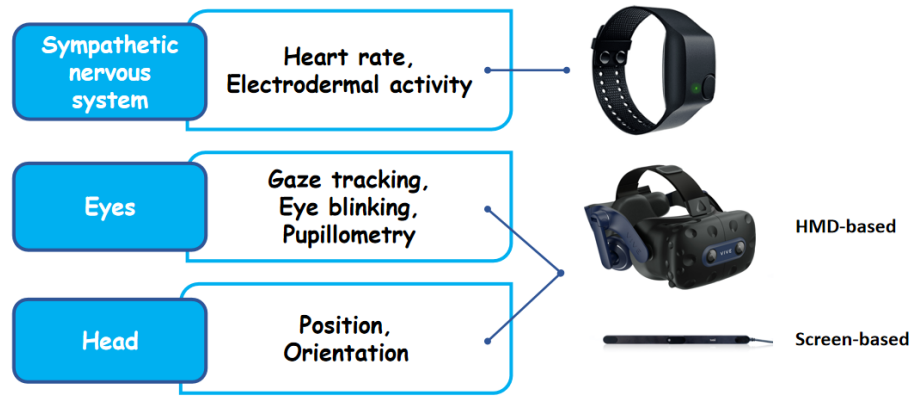 Sympathetic
nervous
system
Heart rate,
Electrodermal activity
Eyes
Gaze tracking,
Eye blinking,
Pupillometry
VIVE
HMD-based
Head
Position,
Orientation
Screen-based